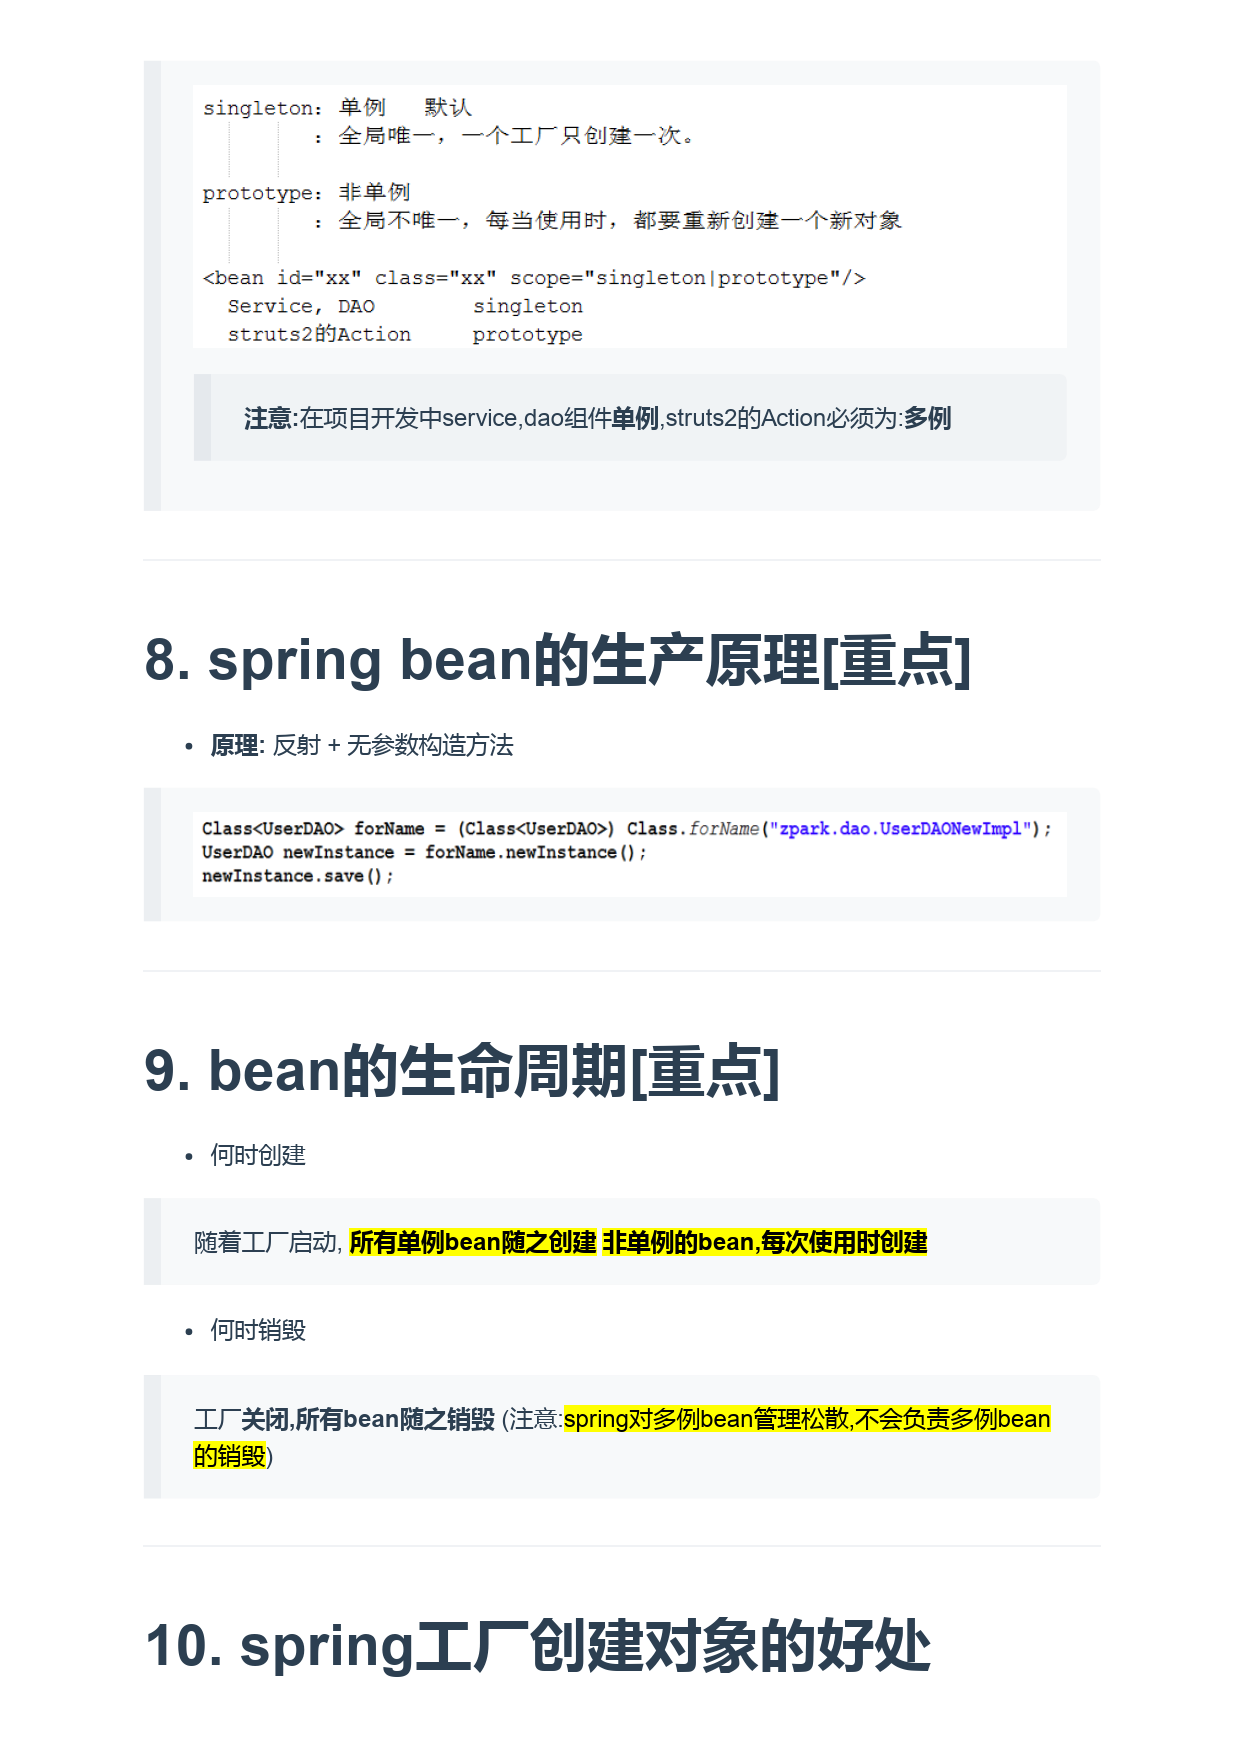 singleton: 单例 默认
: 全局唯一，一个工厂只创建一次。
prototype: 非单例
: 全局不唯一，每当使用时，都要重新创建一个新对象
<bean id="xx" class="xx" scope="singleton|prototype"/>
Service, DAO singleton
struts2的Action prototype
注意:在项目开发中service,dao组件单例,struts2的Action必须为:多例
8. spring bean的生产原理[重点]
• 原理: 反射 + 无参数构造方法
Class<UserDAO> forName = (Class<UserDAO>) Class.forName("zpark.dao.UserDAONewImpl");
UserDAO newInstance = forName.newInstance();
newInstance.save();
9. bean的生命周期[重点]
• 何时创建
随着工厂启动, 所有单例bean随之创建 非单例的bean,每次使用时创建
• 何时销毁
工厂关闭,所有bean随之销毁 (注意:spring对多例bean管理松散,不会负责多例bean
的销毁)
10. spring工厂创建对象的好处